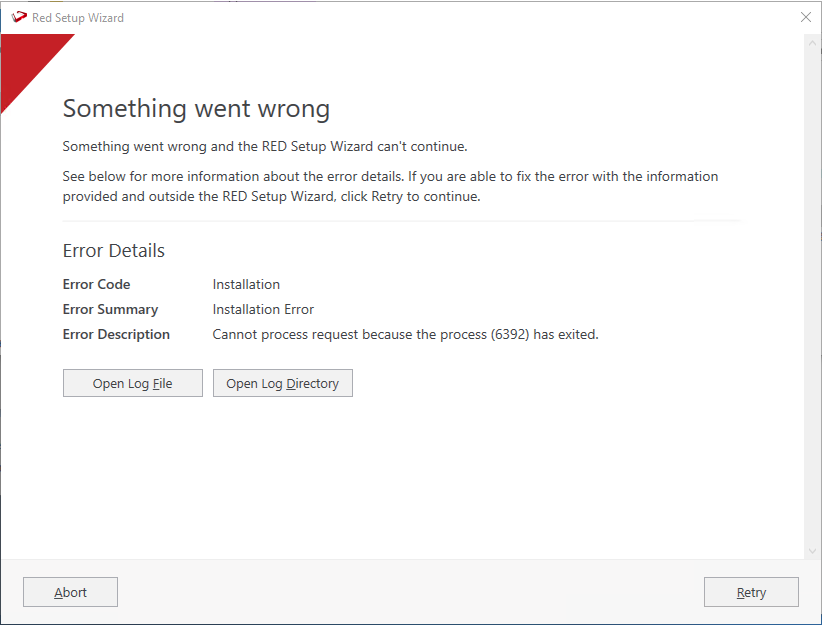 Red Setup Wizard
Something went wrong
Something went wrong and the RED Setup Wizard can't continue.
See below for more information about the error details. If you are able to fix the error with the information
provided and outside the RED Setup Wizard, click Retry to continue.
Error Details
Error Code Installation
Error Summary Installation Error
Error Description Cannot process request because the process (6392) has exited.
Open Log File Open Log Directory
Abort Retry